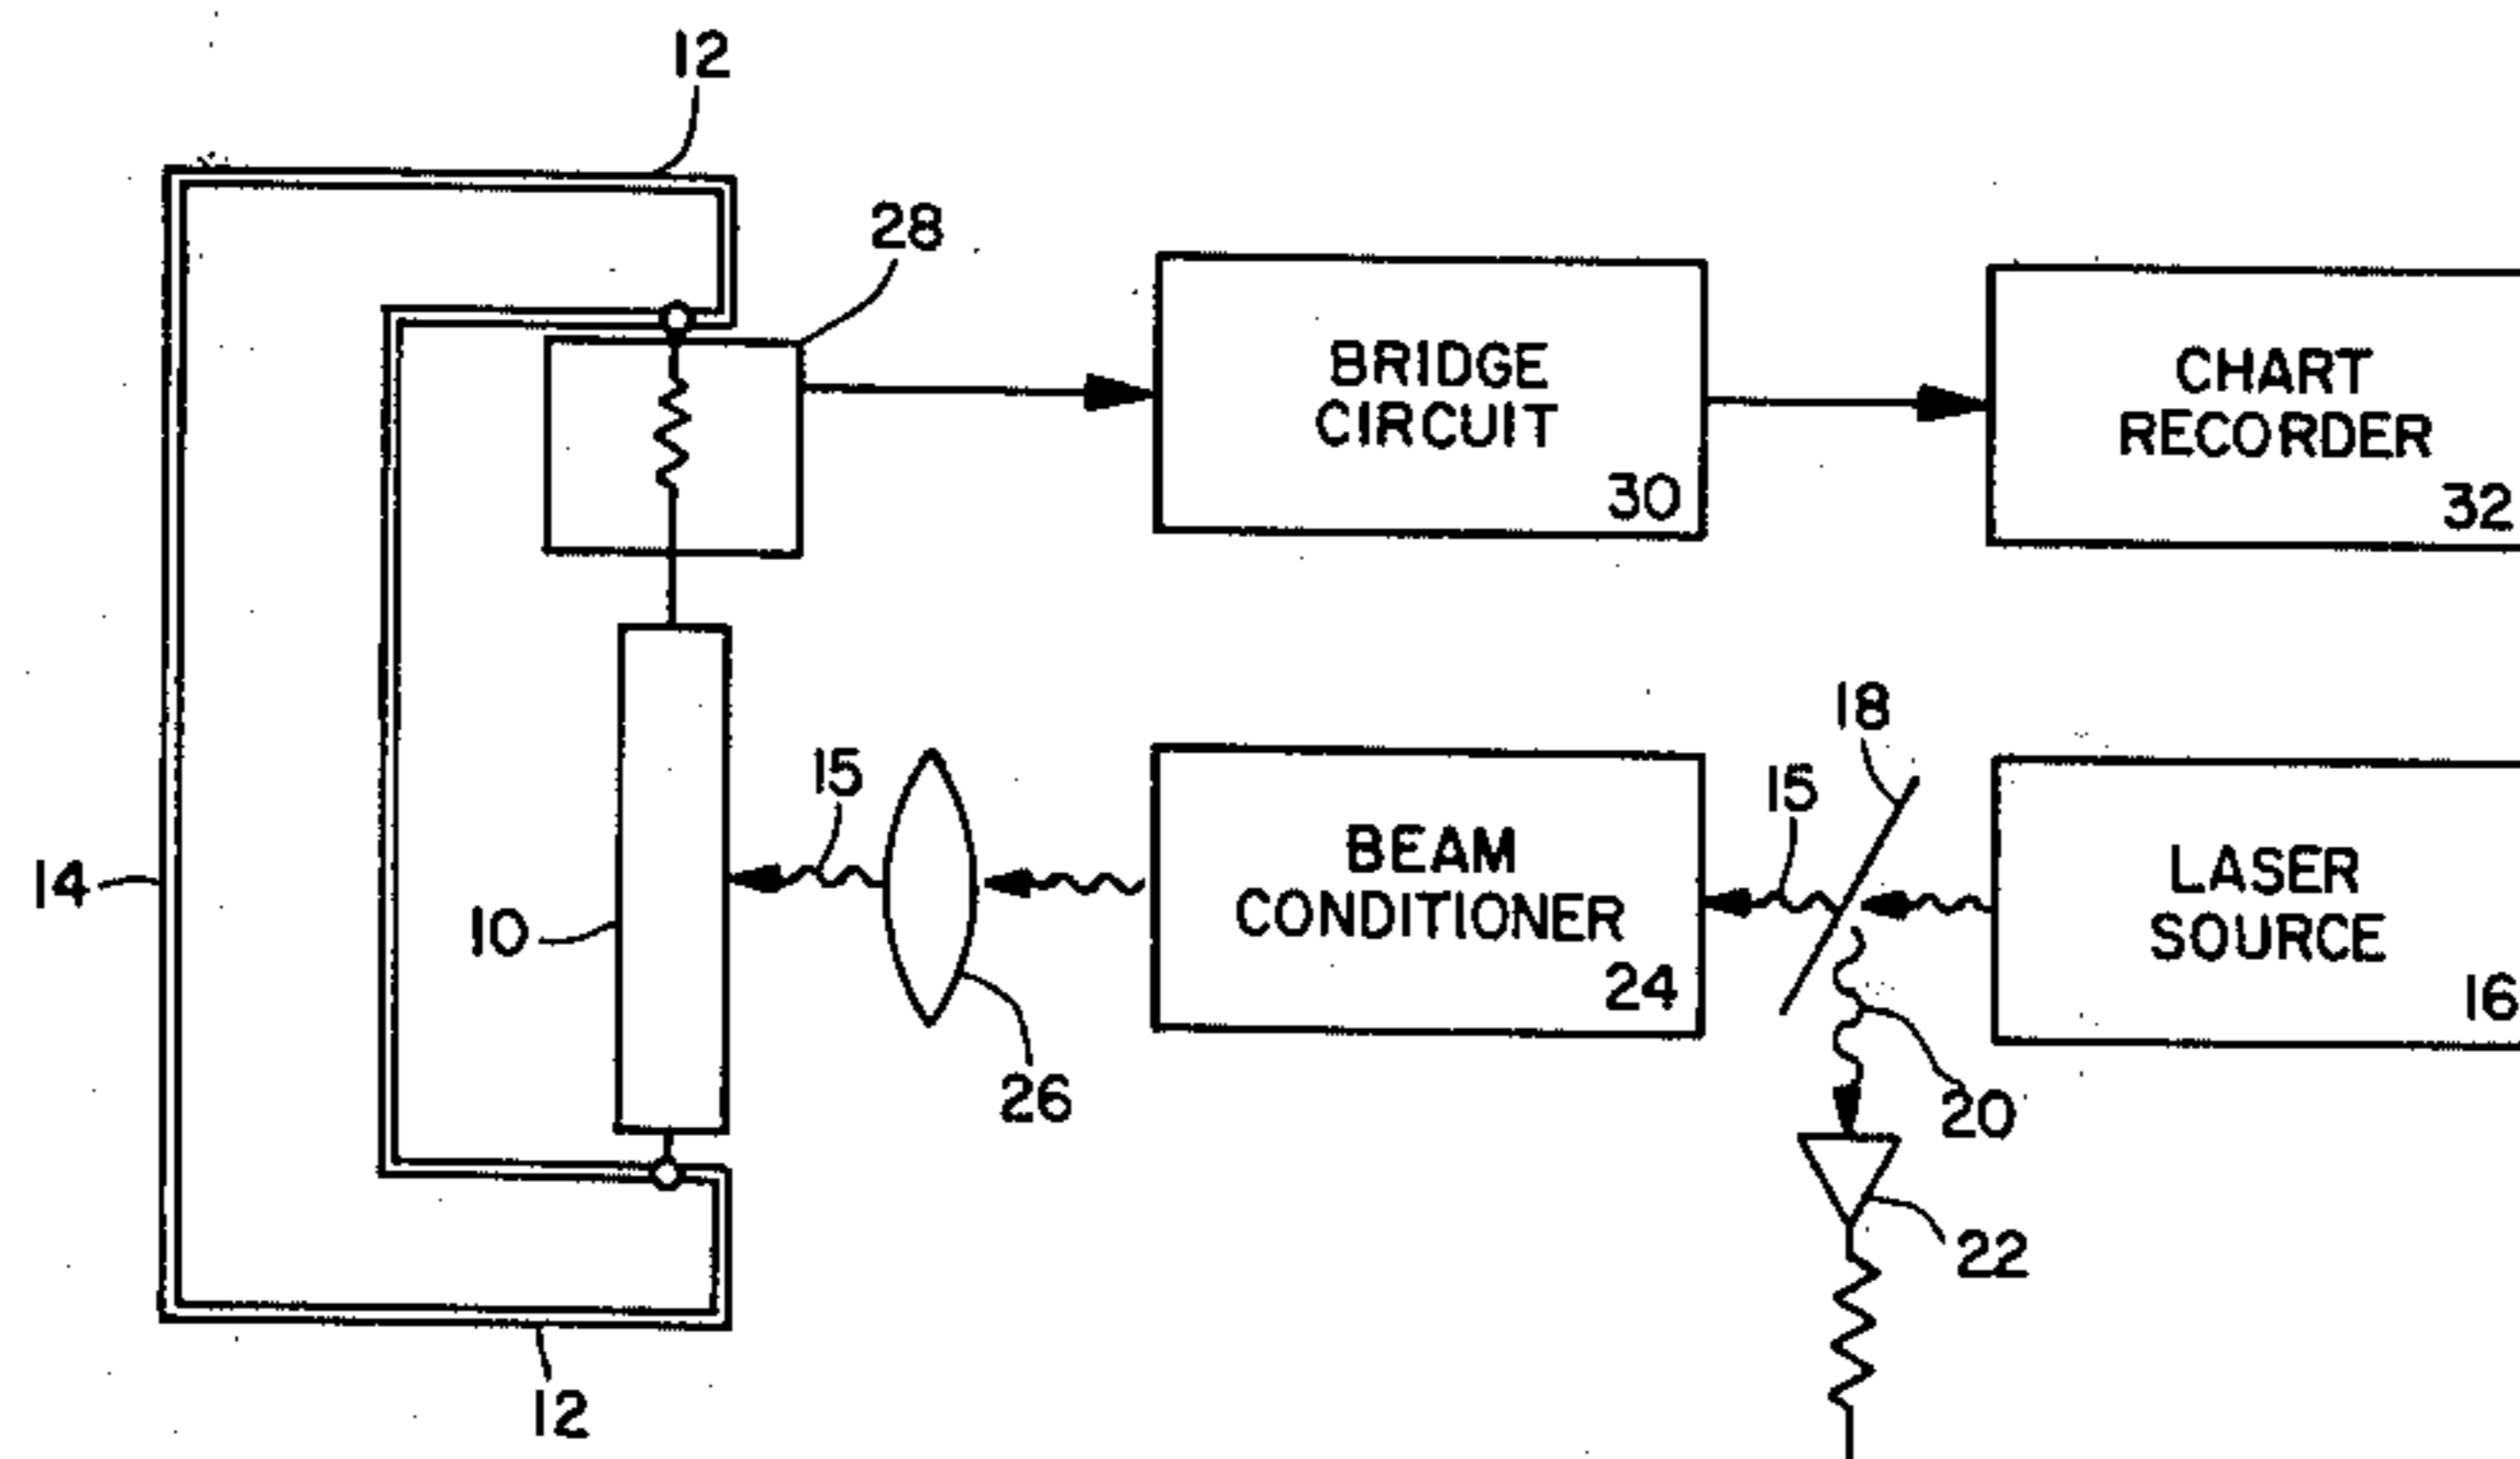 12
28
BRIDGE
CIRCUIT
30
CHART
RECORDER
32
18
15
15
14
10
BEAM
CONDITIONER
24
LASER
SOURCE
16
26
20
22
12